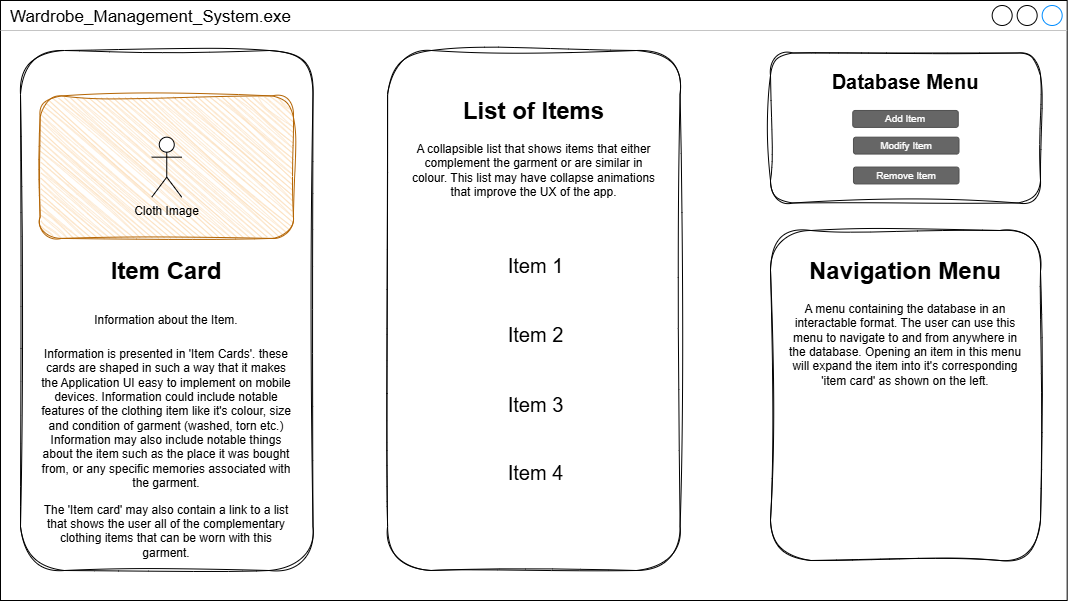 Wardrobe_Management_System.exe
Cloth Image
Item Card
Information about the Item.
Information is presented in 'Item Cards'. these
cards are shaped in such a way that it makes
the Application UI easy to implement on mobile
devices. Information could include notable
features of the clothing item like it's colour, size
and condition of garment (washed, torn etc.)
Information may also include notable things
about the item such as the place it was bought
from, or any specific memories associated with
the garment.
The 'Item card' may also contain a link to a list
that shows the user all of the complementary
clothing items that can be worn with this
garment.
List of Items
A collapsible list that shows items that either
complement the garment or are similar in
colour. This list may have collapse animations
that improve the UX of the app.
Item 1
Item 2
Item 3
Item 4
Database Menu
Add Item
Modify Item
Remove Item
Navigation Menu
A menu containing the database in an
interactable format. The user can use this
menu to navigate to and from anywhere in
the database. Opening an item in this menu
will expand the item into it's corresponding
'item card' as shown on the left.